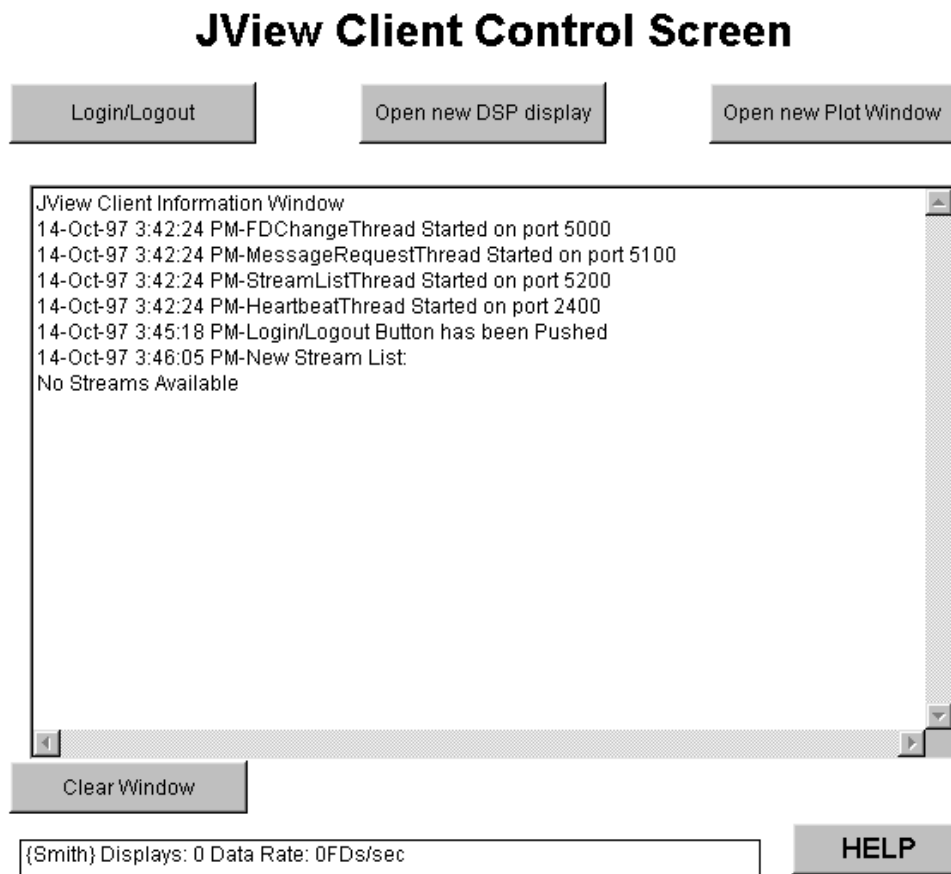 JView Client Control Screen
Login/Logout
Open new DSP display
Open new Plot Window
JView Client Information Window
14-Oct-97 3:42:24 PM-FDChangeThread Started on port 5000
14-Oct-97 3:42:24 PM-MessageRequestThread Started on port 5100
14-Oct-97 3:42:24 PM-StreamListThread Started on port 5200
14-Oct-97 3:42:24 PM-HeartbeatThread Started on port 2400
14-Oct-97 3:45:18 PM-Login/Logout Button has been Pushed
14-Oct-97 3:46:05 PM-New Stream List:
No Streams Available
Clear Window
{Smith} Displays: 0 Data Rate: 0FDs/sec
HELP